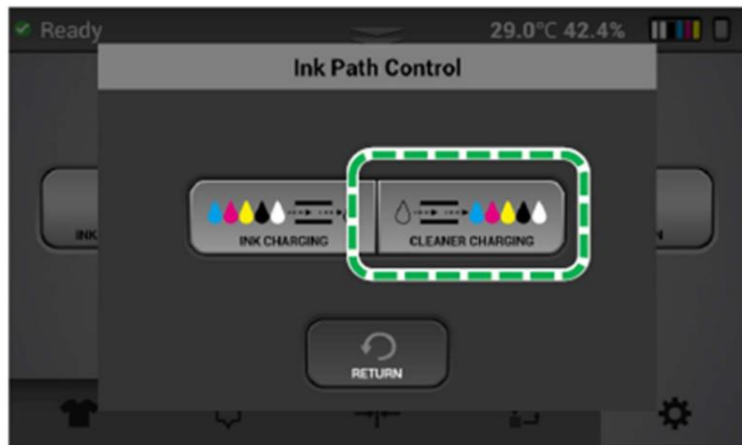 Ready 29.0°C 42.4%
Ink Path Control
INK CHARGING CLEANER CHARGING
RETURN